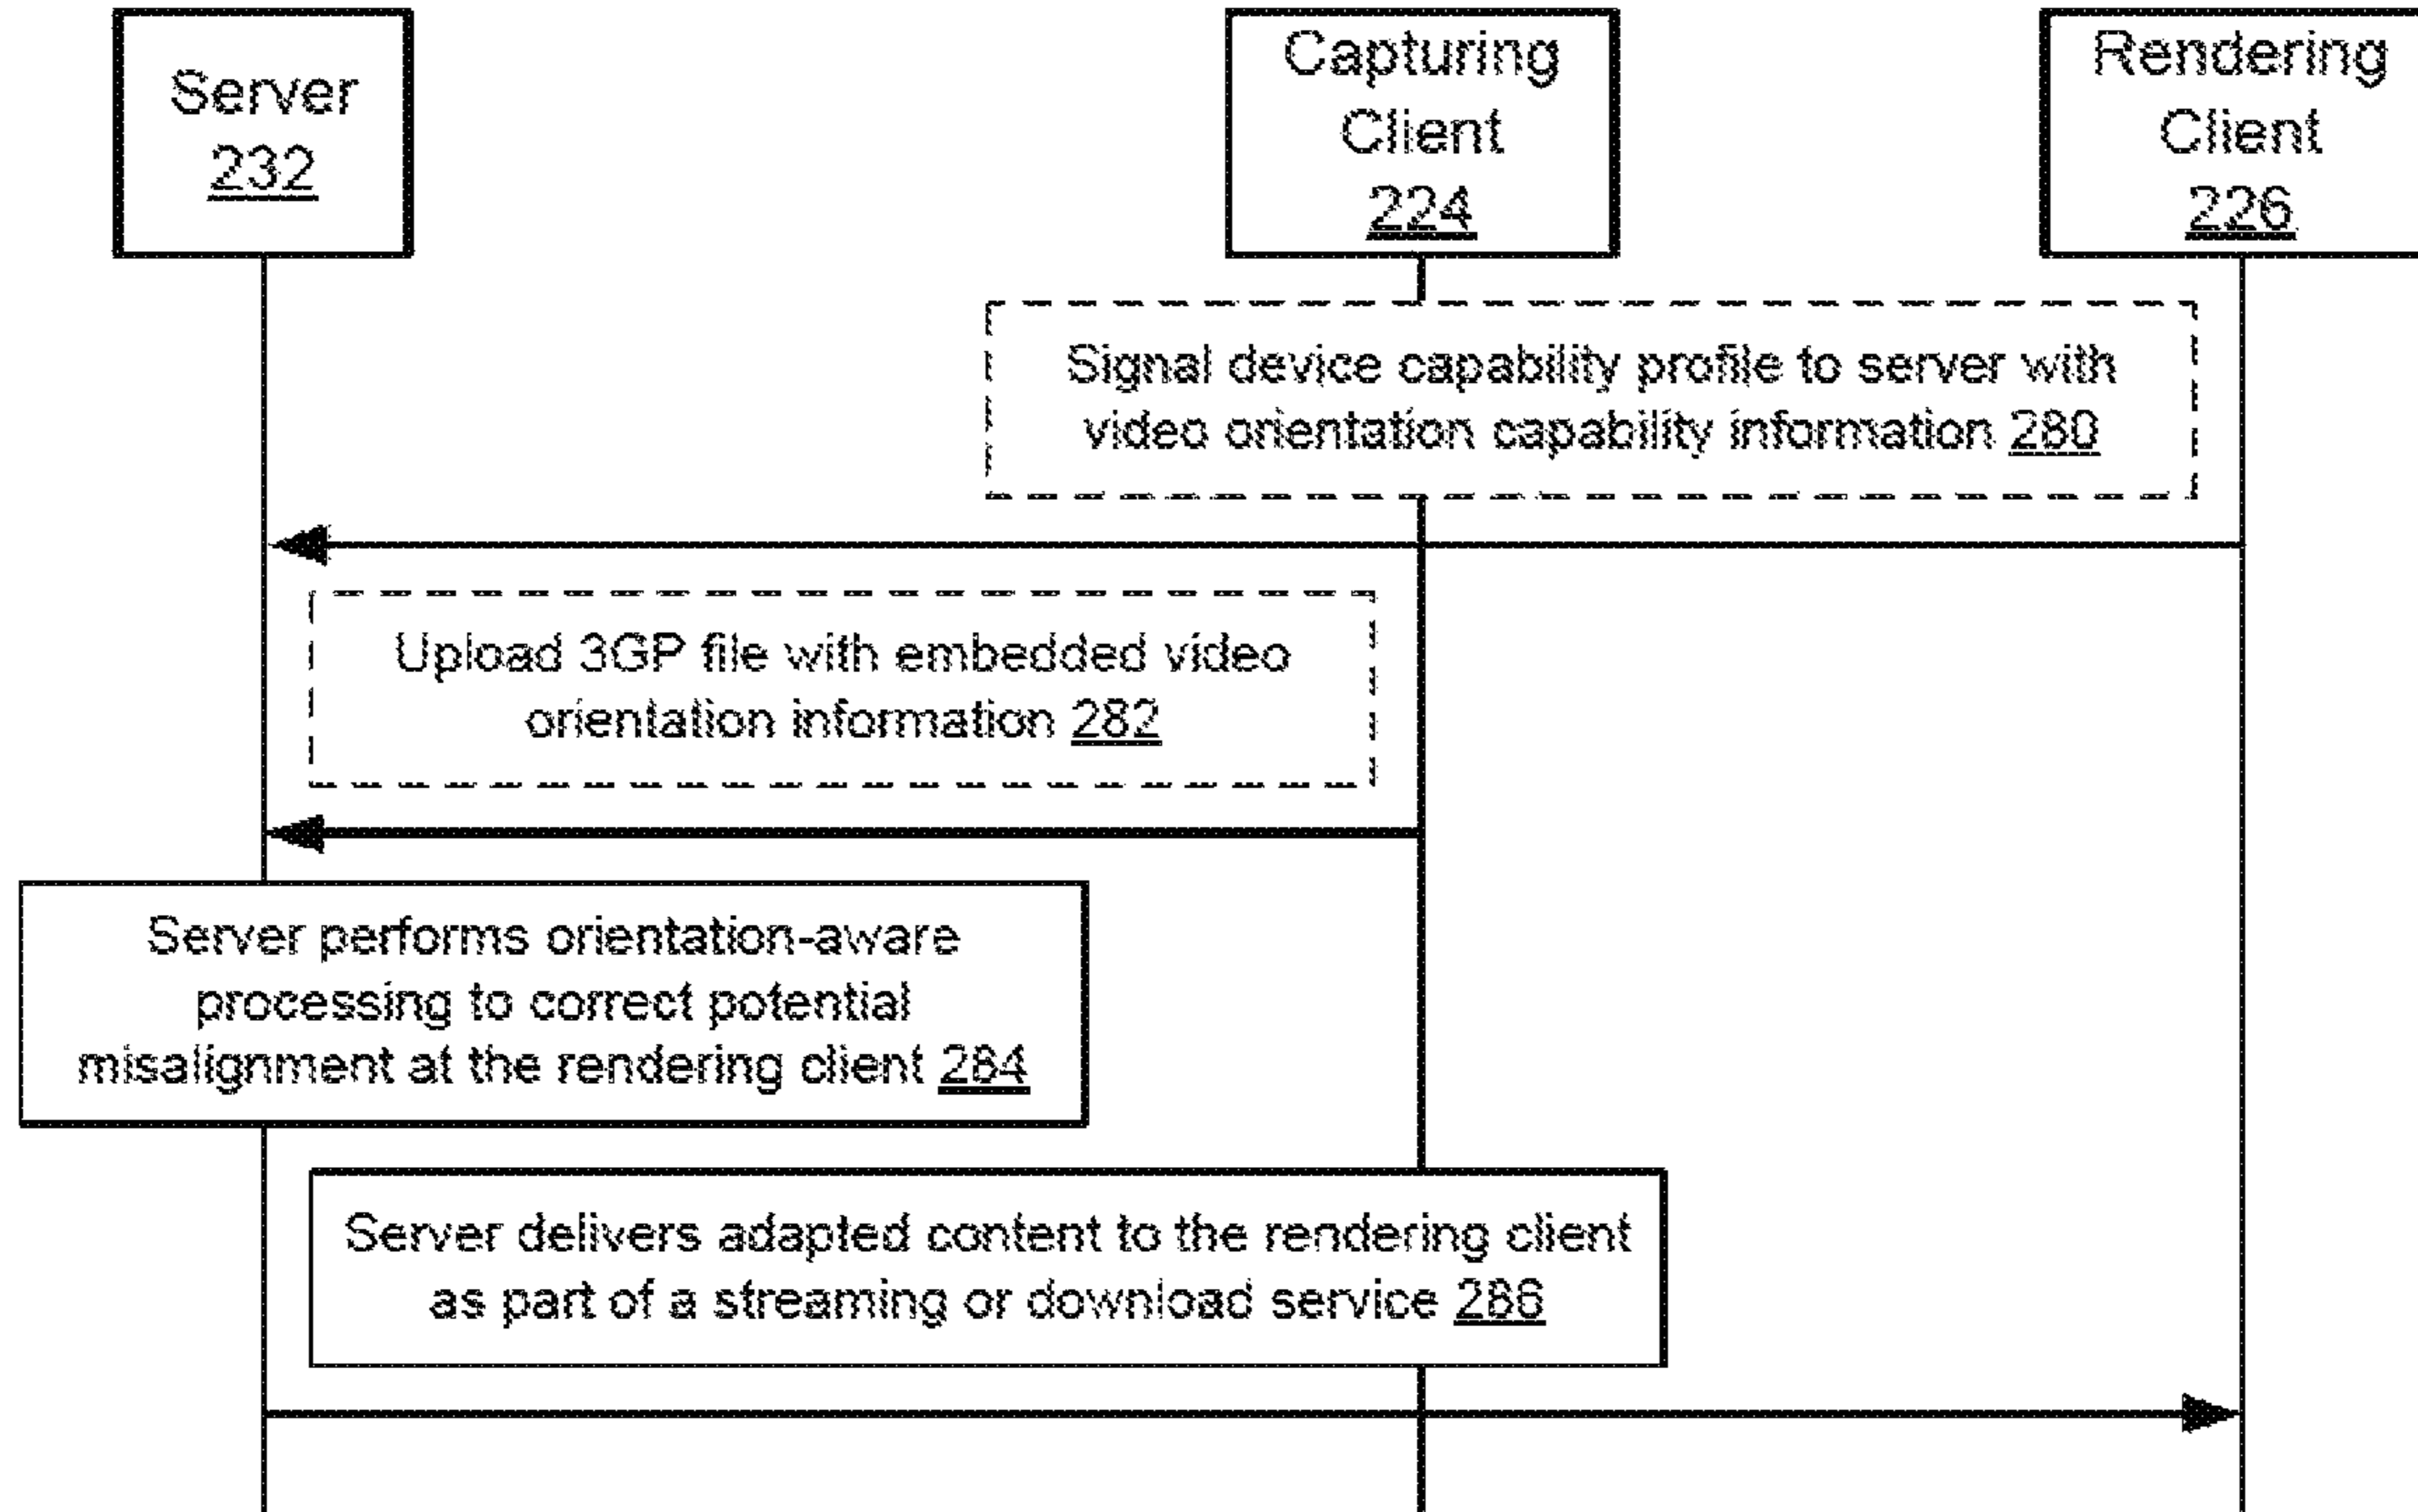 Server
232
Capturing
Client
224
Rendering
Client
226
Signal device capability profile to server with
video orientation capability information 280
Upload 3GP file with embedded video
orientation information 282
Server performs orientation-aware
processing to correct potential
misalignment at the rendering client 284
Server delivers adapted content to the rendering client
as part of a streaming or download service 286